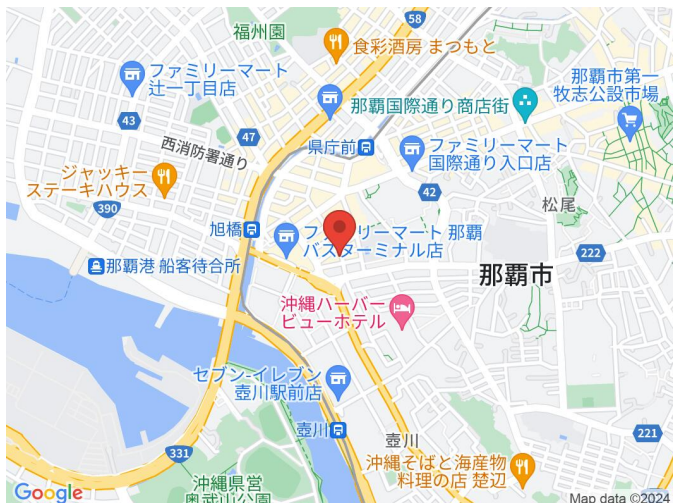 58
福州園
食彩酒房 まつもと
ファミリーマート
辻一丁目店
那覇市第一
牧志公設市場
那覇国際通り商店街
43
47
西消防署通り
県庁前
ファミリーマート
国際通り入口店
ジャッキー
ステーキハウス
42
390
松尾
旭橋
ファミリーマート 那覇
バスターミナル店
222
那覇港 船客待合所
那覇市
沖縄ハーバー
ビューホテル
セブン-イレブン
壺川駅前店
壺川
壺川
221
331
沖縄そばと海産物
料理の店 楚辺
沖縄県営
奥武山公園
Google
Map data ©2024